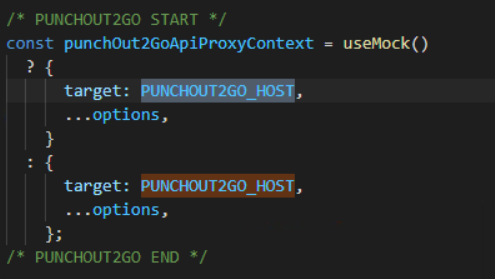 /* PUNCHOUT2GO START */
const punchOut2GoApiProxyContext = useMock()
? {
target: PUNCHOUT2GO_HOST,
...options,
}
: {
target: PUNCHOUT2GO_HOST,
...options,
};
/* PUNCHOUT2GO END */